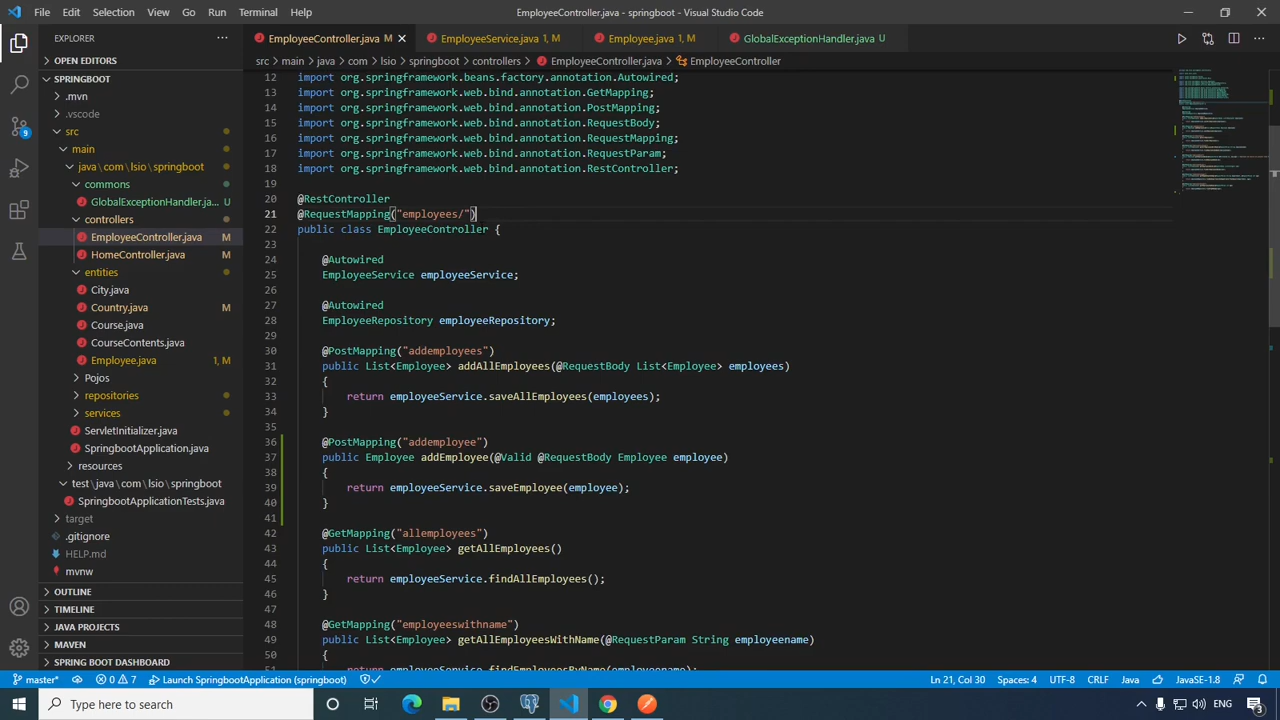 File Edit Selection View Go Run Terminal Help
EmployeeController.java - springboot - Visual Studio Code
EXPLORER
OPEN EDITORS
SPRINGBOOT
.mvn
.vscode
src
main
java\com\lsio\springboot
commons
GlobalExceptionHandler.ja... U
controllers
EmployeeController.java M
HomeController.java M
entities
City.java
Country.java M
Course.java
CourseContents.java
Employee.java 1, M
Pojos
repositories
services
ServletInitializer.java
SpringbootApplication.java
resources
test\java\com\lsio\springboot
SpringbootApplicationTests.java
target
.gitignore
HELP.md
mvnw
OUTLINE
TIMELINE
JAVA PROJECTS
MAVEN
SPRING BOOT DASHBOARD
9
EmployeeController.java M
EmployeeService.java 1, M
Employee.java 1, M
GlobalExceptionHandler.java U
src > main > java > com > lsio > springboot > controllers > EmployeeController.java >
12 import org.springframework.beans.factory.annotation.Autowired;
13 import org.springframework.web.bind.annotation.GetMapping;
14 import org.springframework.web.bind.annotation.PostMapping;
15 import org.springframework.web.bind.annotation.RequestBody;
16 import org.springframework.web.bind.annotation.RequestMapping;
17 import org.springframework.web.bind.annotation.RequestParam;
18 import org.springframework.web.bind.annotation.RestController;
19
20 @RestController
21 @RequestMapping("employees/")
22 public class EmployeeController {
23
24 @Autowired
25 EmployeeService employeeService;
26
27 @Autowired
28 EmployeeRepository employeeRepository;
29
30 @PostMapping("addemployees")
31 public List<Employee> addAllEmployees(@RequestBody List<Employee> employees)
32 {
33 return employeeService.saveAllEmployees(employees);
34 }
35
36 @PostMapping("addemployee")
37 public Employee addEmployee(@Valid @RequestBody Employee employee)
38 {
39 return employeeService.saveEmployee(employee);
40 }
41
42 @GetMapping("allemployees")
43 public List<Employee> getAllEmployees()
44 {
45 return employeeService.findAllEmployees();
46 }
47
48 @GetMapping("employeeswithname")
49 public List<Employee> getAllEmployeesWithName(@RequestParam String employeename)
50 {
51 return employeeService.findEmployeesByName(employeename);
master* 0 7 Launch SpringbootApplication (springboot)
Ln 21, Col 30 Spaces: 4 UTF-8 CRLF Java JavaSE-1.8
Type here to search
ENG
3